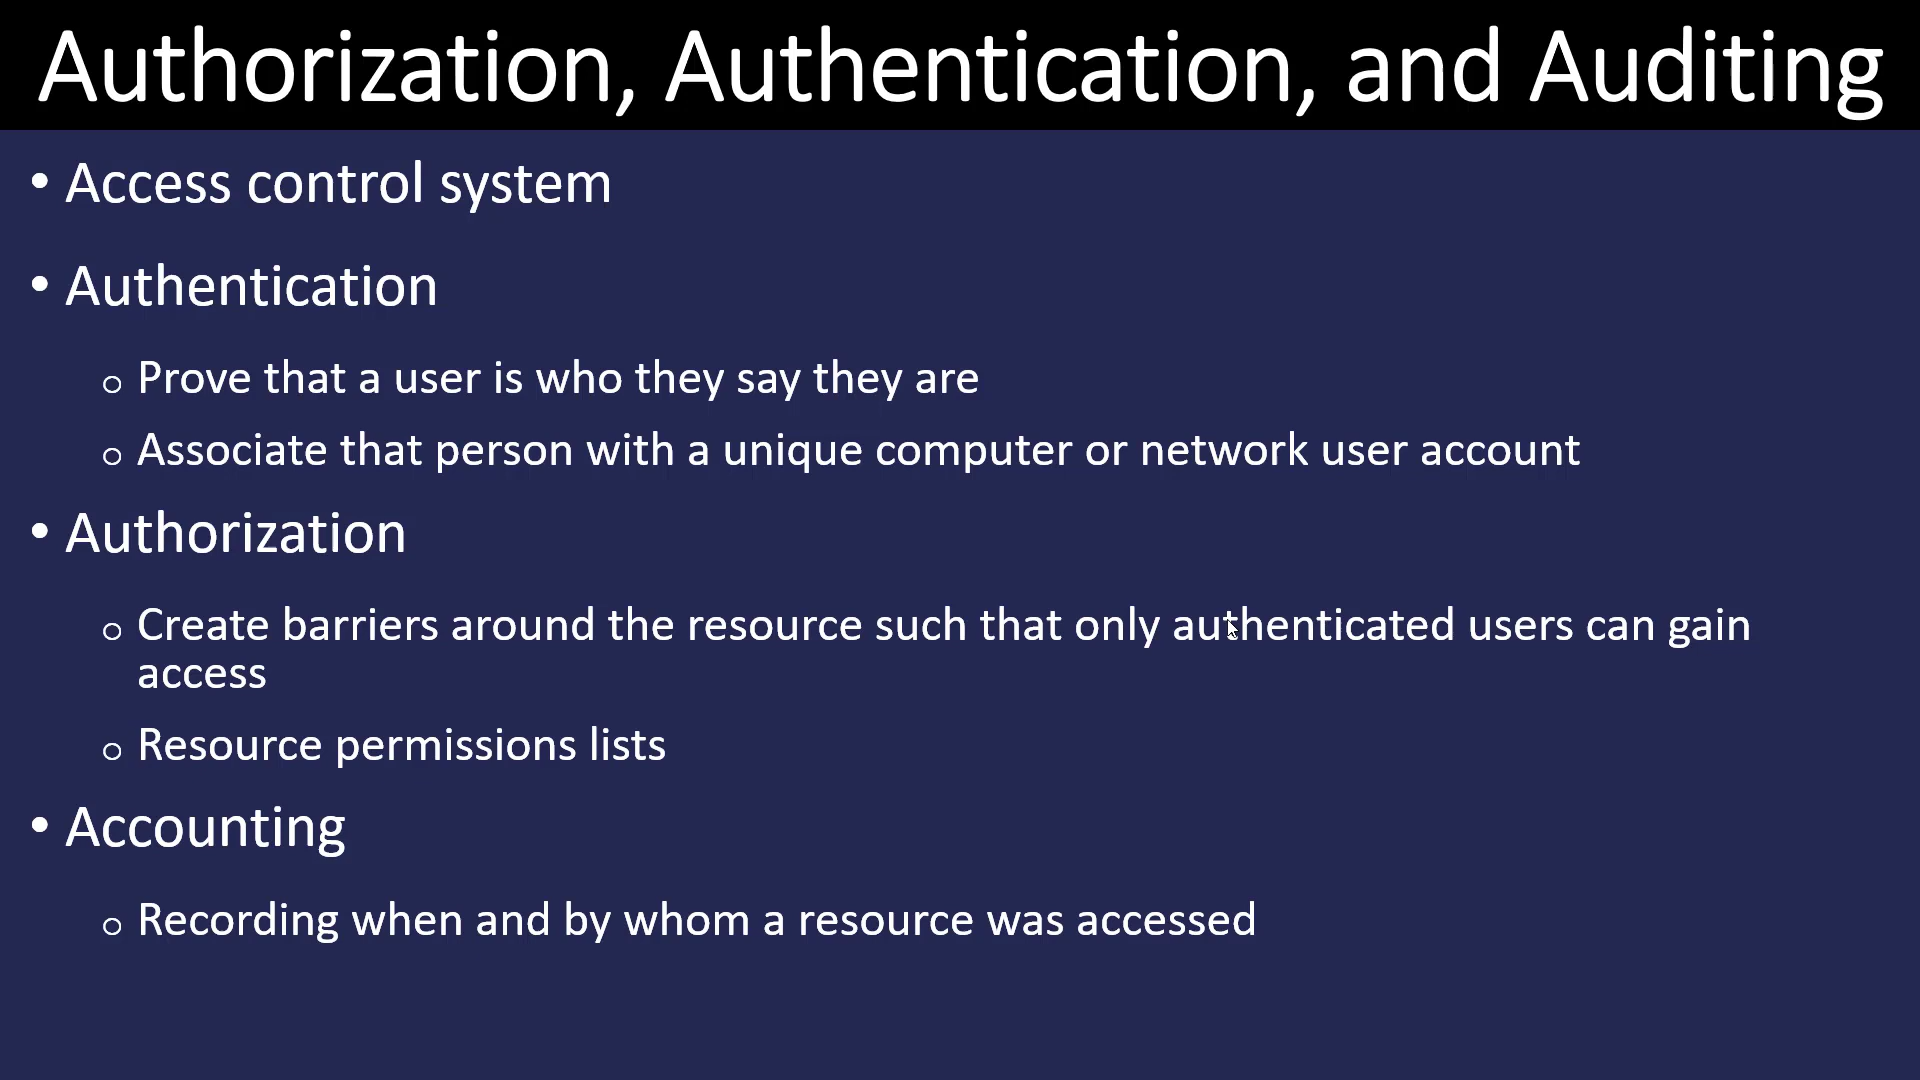 Authorization, Authentication, and Auditing
• Access control system
• Authentication
o Prove that a user is who they say they are
o Associate that person with a unique computer or network user account
• Authorization
o Create barriers around the resource such that only authenticated users can gain
access
o Resource permissions lists
• Accounting
o Recording when and by whom a resource was accessed